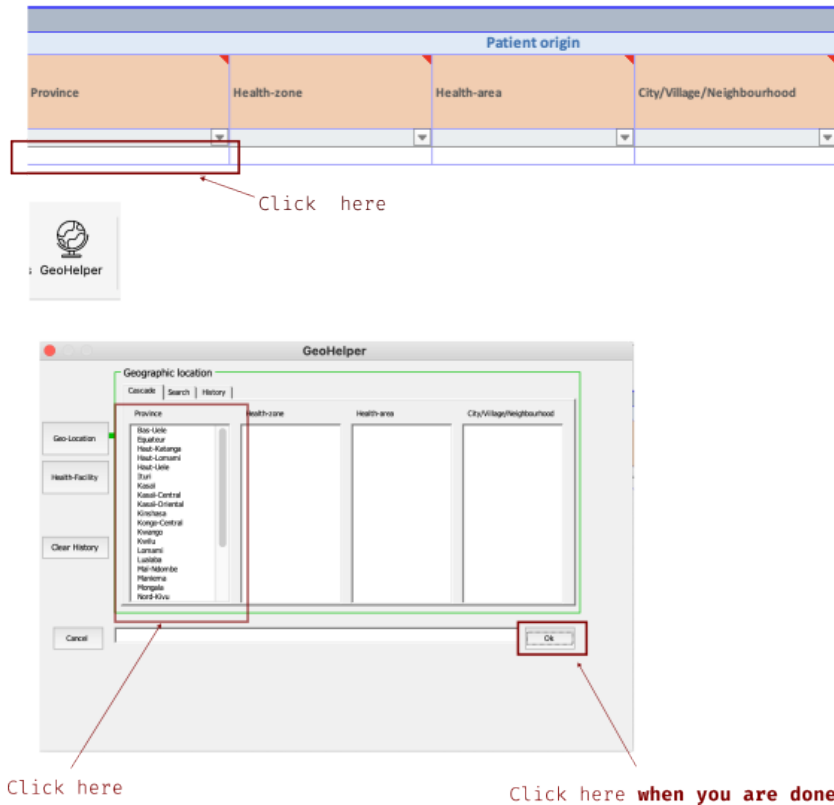 Patient origin
Province Health-zone Health-area City/Village/Neighbourhood
Click here
s GeoHelper
GeoHelper
Geographic location
Cascade Search History
Province Health-zone Health-area City/Village/Neighbourhood
Geo-Location
Health-Facility
Clear History
Bas-Uele
Equateur
Haut-Katanga
Haut-Lomami
Haut-Uele
Ituri
Kasai
Kasai-Central
Kasai-Oriental
Kinshasa
Kongo-Central
Kwango
Kwilu
Lomami
Lualaba
Mai-Ndombe
Maniema
Mongala
Nord-Kivu
Cancel Ok
Click here
Click here when you are done